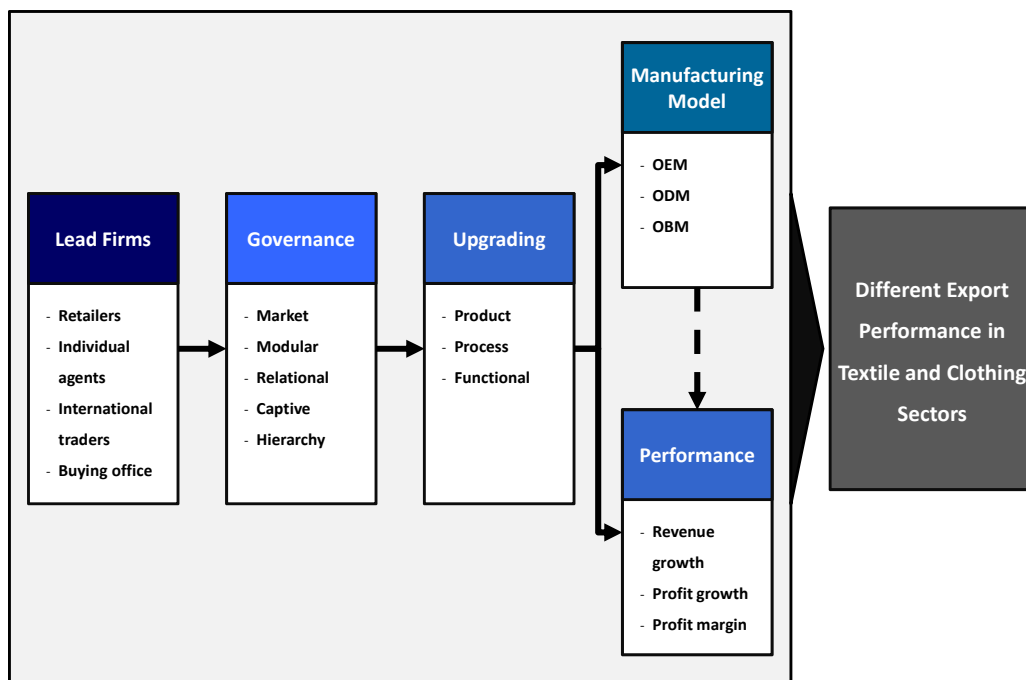 Lead Firms
- Retailers
- Individual
agents
- International
traders
- Buying office
Governance
- Market
- Modular
- Relational
- Captive
- Hierarchy
Upgrading
- Product
- Process
- Functional
Manufacturing
Model
- OEM
- ODM
- OBM
Performance
- Revenue
growth
- Profit growth
- Profit margin
Different Export
Performance in
Textile and Clothing
Sectors